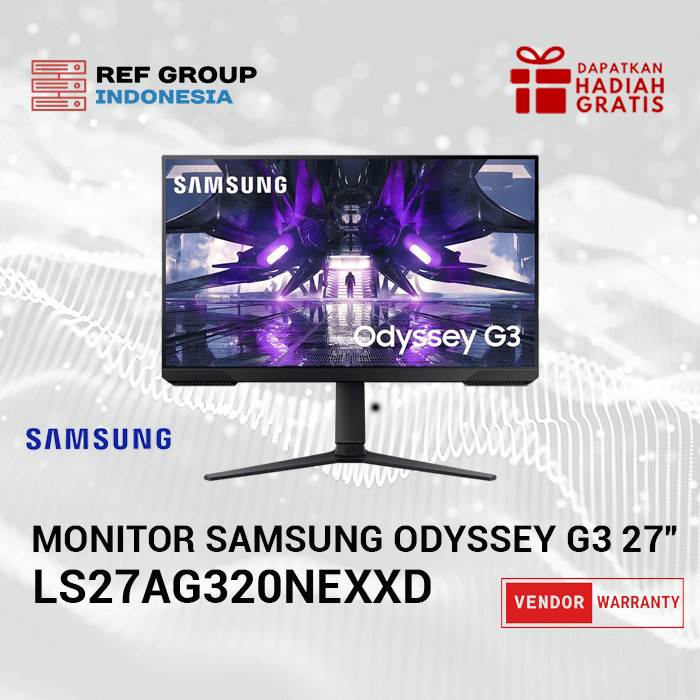 REF GROUP
INDONESIA
DAPATKAN
HADIAH
GRATIS
SAMSUNG
Odyssey G3
SAMSUNG
MONITOR SAMSUNG ODYSSEY G3 27"
LS27AG320NEXXD
VENDOR WARRANTY